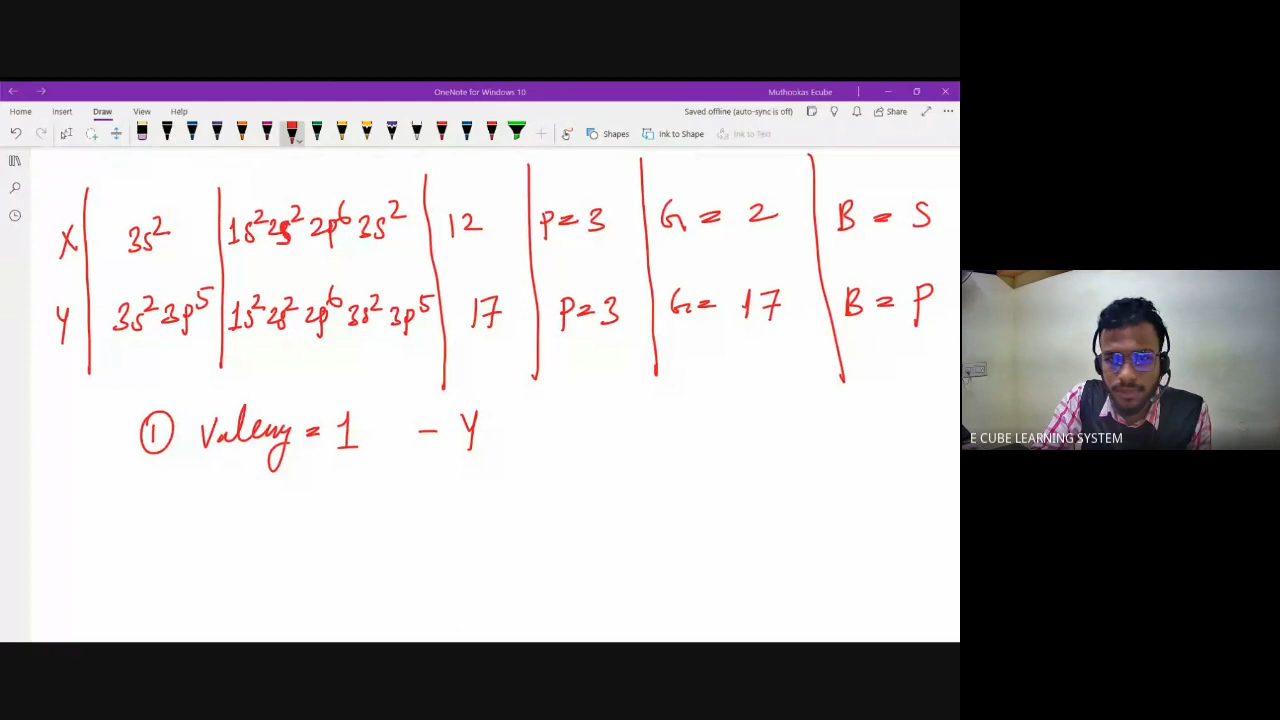 OneNote for Windows 10
Muthookas Ecube
Home Insert Draw View Help
Saved offline (auto-sync is off)
Share
Shapes
Ink to Shape
Ink to Text
X 3s² 1s²2s²2p⁶3s² 12 P=3 G=2 B=S
Y 3s²3p⁵ 1s²2s²2p⁶3s²3p⁵ 17 P=3 G=17 B=P
① Valency = 1 - Y
E CUBE LEARNING SYSTEM